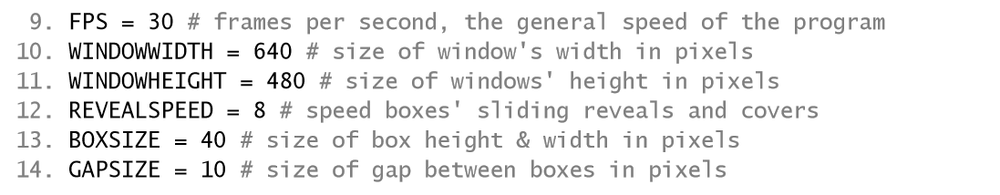 9. FPS = 30 # frames per second, the general speed of the program
10. WINDOWWIDTH = 640 # size of window's width in pixels
11. WINDOWHEIGHT = 480 # size of windows' height in pixels
12. REVEALSPEED = 8 # speed boxes' sliding reveals and covers
13. BOXSIZE = 40 # size of box height & width in pixels
14. GAPSIZE = 10 # size of gap between boxes in pixels